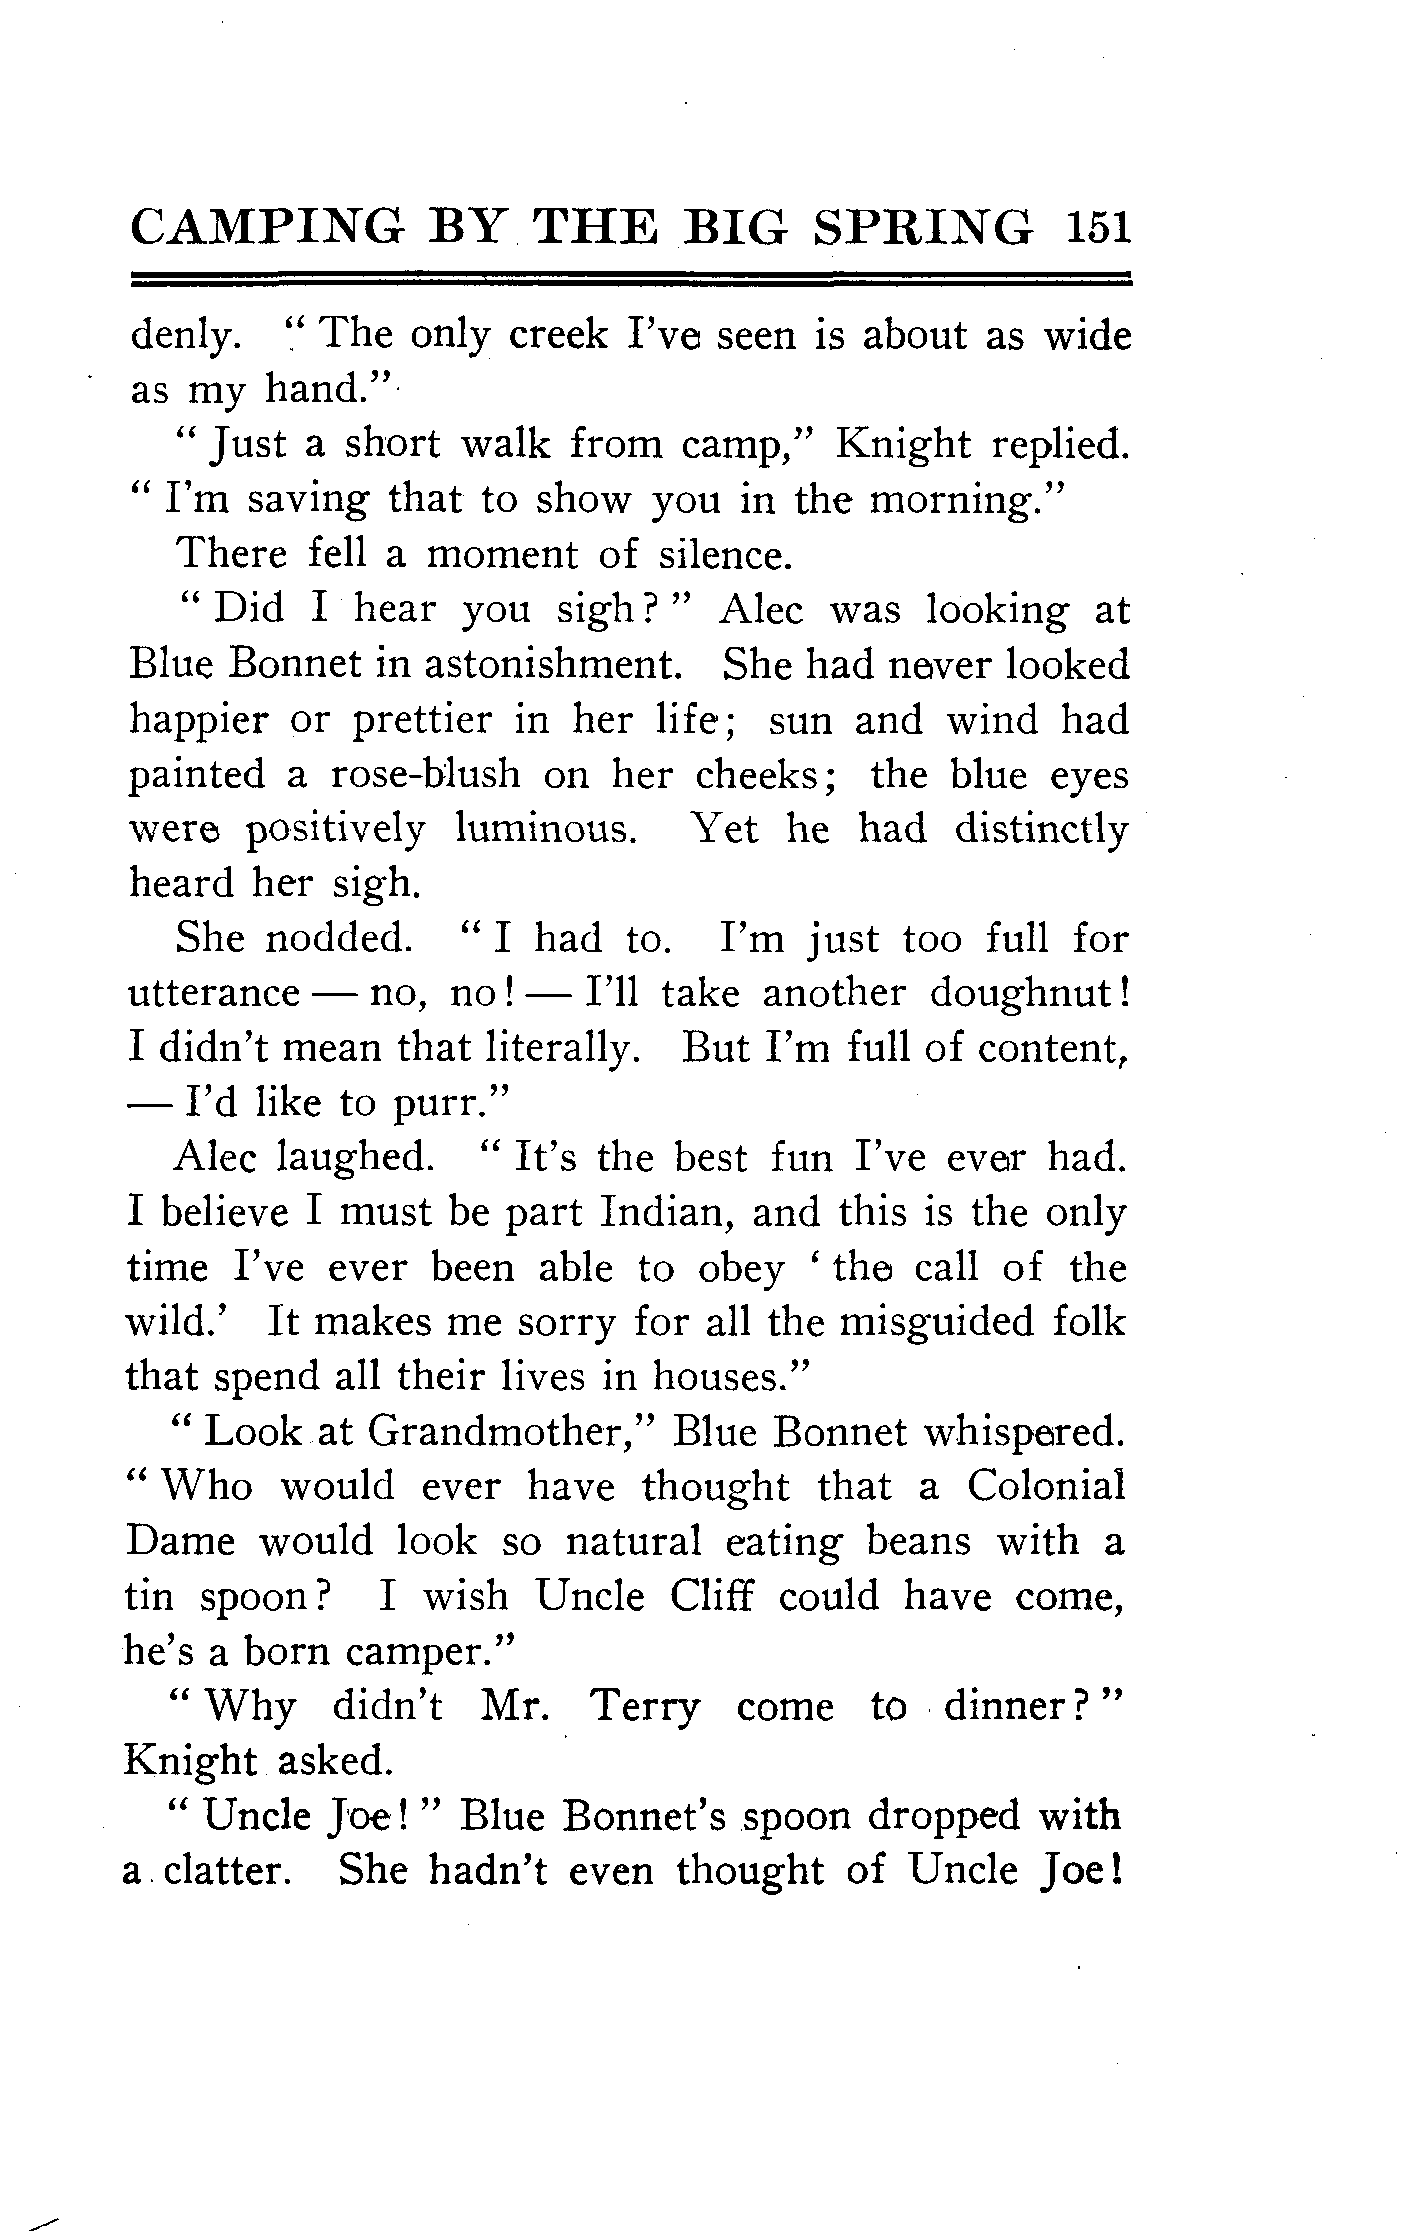 CAMPING BY THE BIG SPRING 151
denly. " The only creek I've seen is about as wide
as my hand."
" Just a short walk from camp," Knight replied.
" I'm saving that to show you in the morning."
There fell a moment of silence.
" Did I hear you sigh? " Alec was looking at
Blue Bonnet in astonishment. She had never looked
happier or prettier in her life; sun and wind had
painted a rose-blush on her cheeks; the blue eyes
were positively luminous. Yet he had distinctly
heard her sigh.
She nodded. " I had to. I'm just too full for
utterance — no, no! — I'll take another doughnut!
I didn't mean that literally. But I'm full of content,
— I'd like to purr."
Alec laughed. " It's the best fun I've ever had.
I believe I must be part Indian, and this is the only
time I've ever been able to obey ' the call of the
wild.' It makes me sorry for all the misguided folk
that spend all their lives in houses."
" Look at Grandmother," Blue Bonnet whispered.
" Who would ever have thought that a Colonial
Dame would look so natural eating beans with a
tin spoon? I wish Uncle Cliff could have come,
he's a born camper."
" Why didn't Mr. Terry come to dinner? "
Knight asked.
" Uncle Joe! " Blue Bonnet's spoon dropped with
a clatter. She hadn't even thought of Uncle Joe!